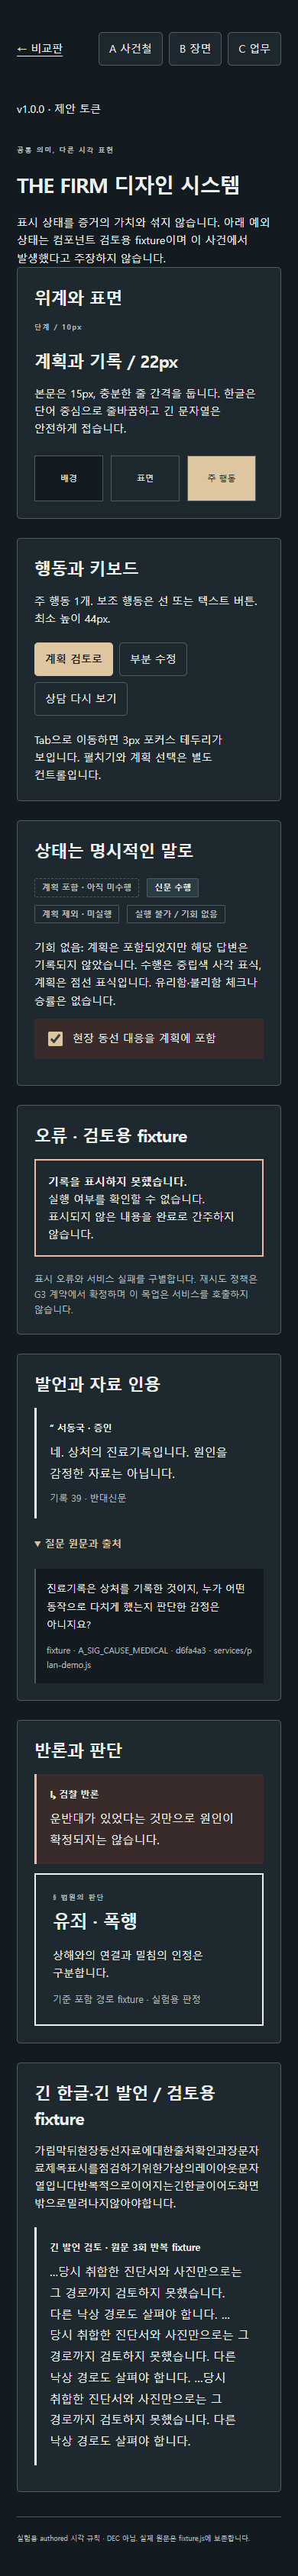 ← 비교판
A 사건철
B 장면
C 업무
v1.0.0 · 제안 토큰
공통 의미, 다른 시각 표현
THE FIRM 디자인 시스템
표시 상태를 증거의 가치와 섞지 않습니다. 아래 예외
상태는 컴포넌트 검토용 fixture이며 이 사건에서
발생했다고 주장하지 않습니다.
위계와 표면
단계 / 10px
계획과 기록 / 22px
본문은 15px, 충분한 줄 간격을 둡니다. 한글은
단어 중심으로 줄바꿈하고 긴 문자열은
안전하게 접습니다.
배경
표면
주 행동
행동과 키보드
주 행동 1개. 보조 행동은 선 또는 텍스트 버튼.
최소 높이 44px.
계획 검토로
부분 수정
상담 다시 보기
Tab으로 이동하면 3px 포커스 테두리가
보입니다. 펼치기와 계획 선택은 별도
컨트롤입니다.
상태는 명시적인 말로
계획 포함 · 아직 미수행
신문 수행
계획 제외 · 미실행
실행 불가 / 기회 없음
기회 없음: 계획은 포함되었지만 해당 답변은
기록되지 않았습니다. 수행은 중립색 사각 표식,
계획은 점선 표식입니다. 유리함·불리함 체크나
승률은 없습니다.
현장 동선 대응을 계획에 포함
오류 · 검토용 fixture
기록을 표시하지 못했습니다.
실행 여부를 확인할 수 없습니다.
표시되지 않은 내용을 완료로 간주하지
않습니다.
표시 오류와 서비스 실패를 구별합니다. 재시도 정책은
G3 계약에서 확정하며 이 목업은 서비스를 호출하지
않습니다.
발언과 자료 인용
“ 서동국 · 증인
네. 상처의 진료기록입니다. 원인을
감정한 자료는 아닙니다.
기록 39 · 반대신문
▼ 질문 원문과 출처
진료기록은 상처를 기록한 것이지, 누가 어떤
동작으로 다치게 했는지 판단한 감정은
아니지요?
fixture · A_SIG_CAUSE_MEDICAL · d6fa4a3 · services/p
lan-demo.js
반론과 판단
↳ 검찰 반론
운반대가 있었다는 것만으로 원인이
확정되지는 않습니다.
§ 법원의 판단
유죄 · 폭행
상해와의 연결과 밀침의 인정은
구분합니다.
기준 포함 경로 fixture · 실험용 판정
긴 한글·긴 발언 / 검토용
fixture
가림막뒤현장동선자료에대한출처확인과장문자
료제목표시를점검하기위한가상의레이아웃문자
열입니다반복적으로이어지는긴한글이어도화면
밖으로밀려나지않아야합니다.
긴 발언 검토 · 원문 3회 반복 fixture
…당시 취합한 진단서와 사진만으로는
그 경로까지 검토하지 못했습니다.
다른 낙상 경로도 살펴야 합니다. …
당시 취합한 진단서와 사진만으로는 그
경로까지 검토하지 못했습니다. 다른
낙상 경로도 살펴야 합니다. …당시
취합한 진단서와 사진만으로는 그
경로까지 검토하지 못했습니다. 다른
낙상 경로도 살펴야 합니다.
실험용 authored 시각 규칙 · DEC 아님. 실제 원문은 fixture.js에 보존합니다.